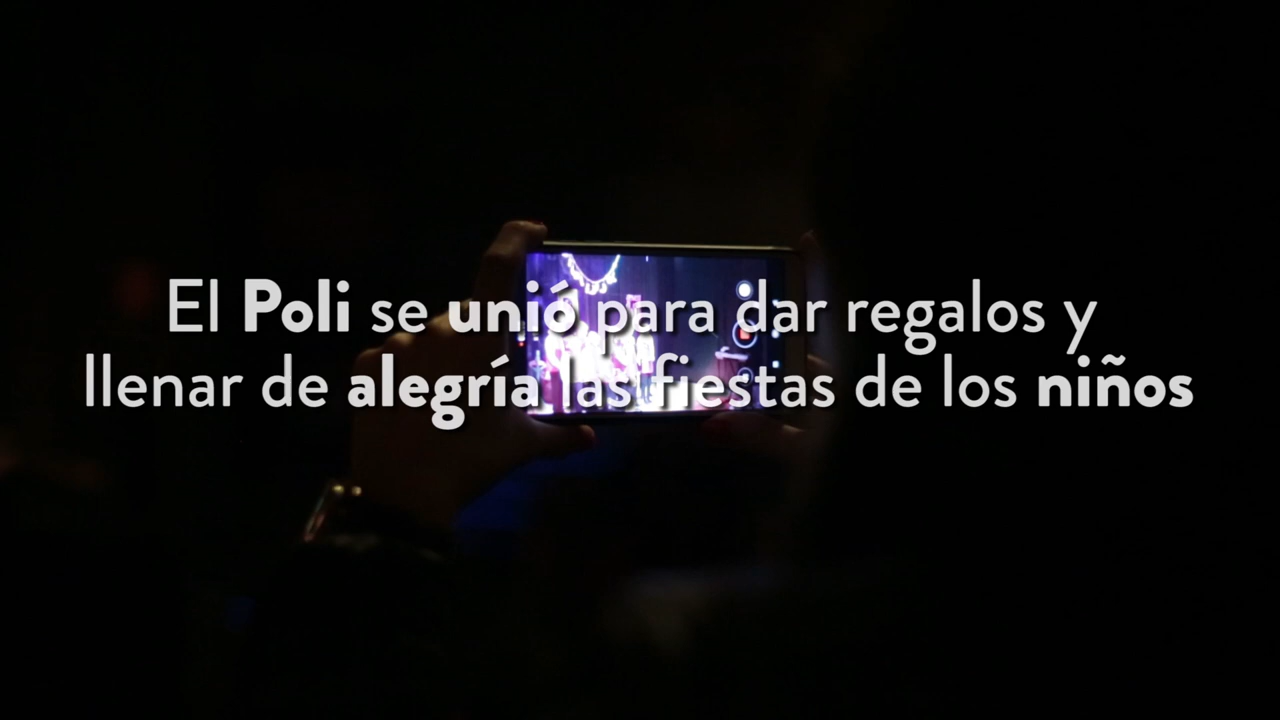 El Poli se unió para dar regalos y
llenar de alegría las fiestas de los niños